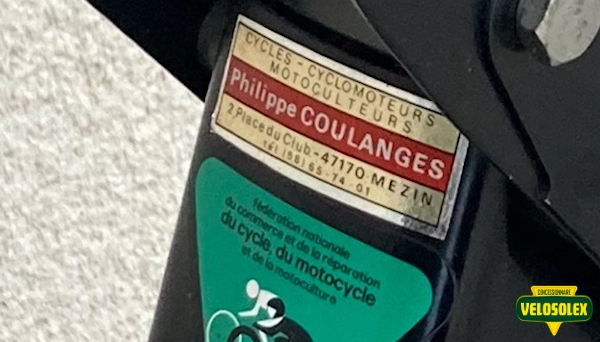 CYCLES - CYCLOMOTEURS
MOTOCULTEURS
Philippe COULANGES
2, Place du Club - 47170 MEZIN
tél (58) 65-74-01
fédération nationale
du commerce et de la réparation
du cycle, du motocycle
et de la motoculture
CONCESSIONNAIRE
VELOSOLEX